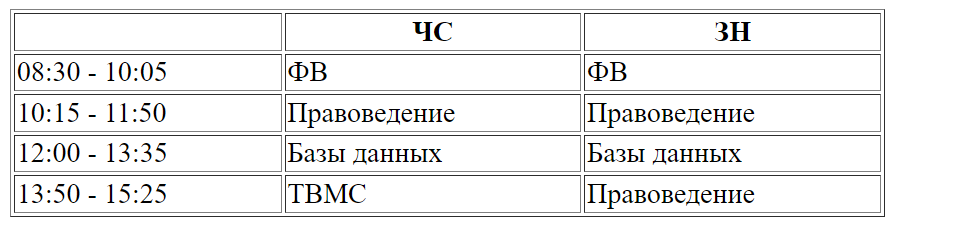 ЧС ЗН
08:30 - 10:05 ФВ ФВ
10:15 - 11:50 Правоведение Правоведение
12:00 - 13:35 Базы данных Базы данных
13:50 - 15:25 ТВМС Правоведение